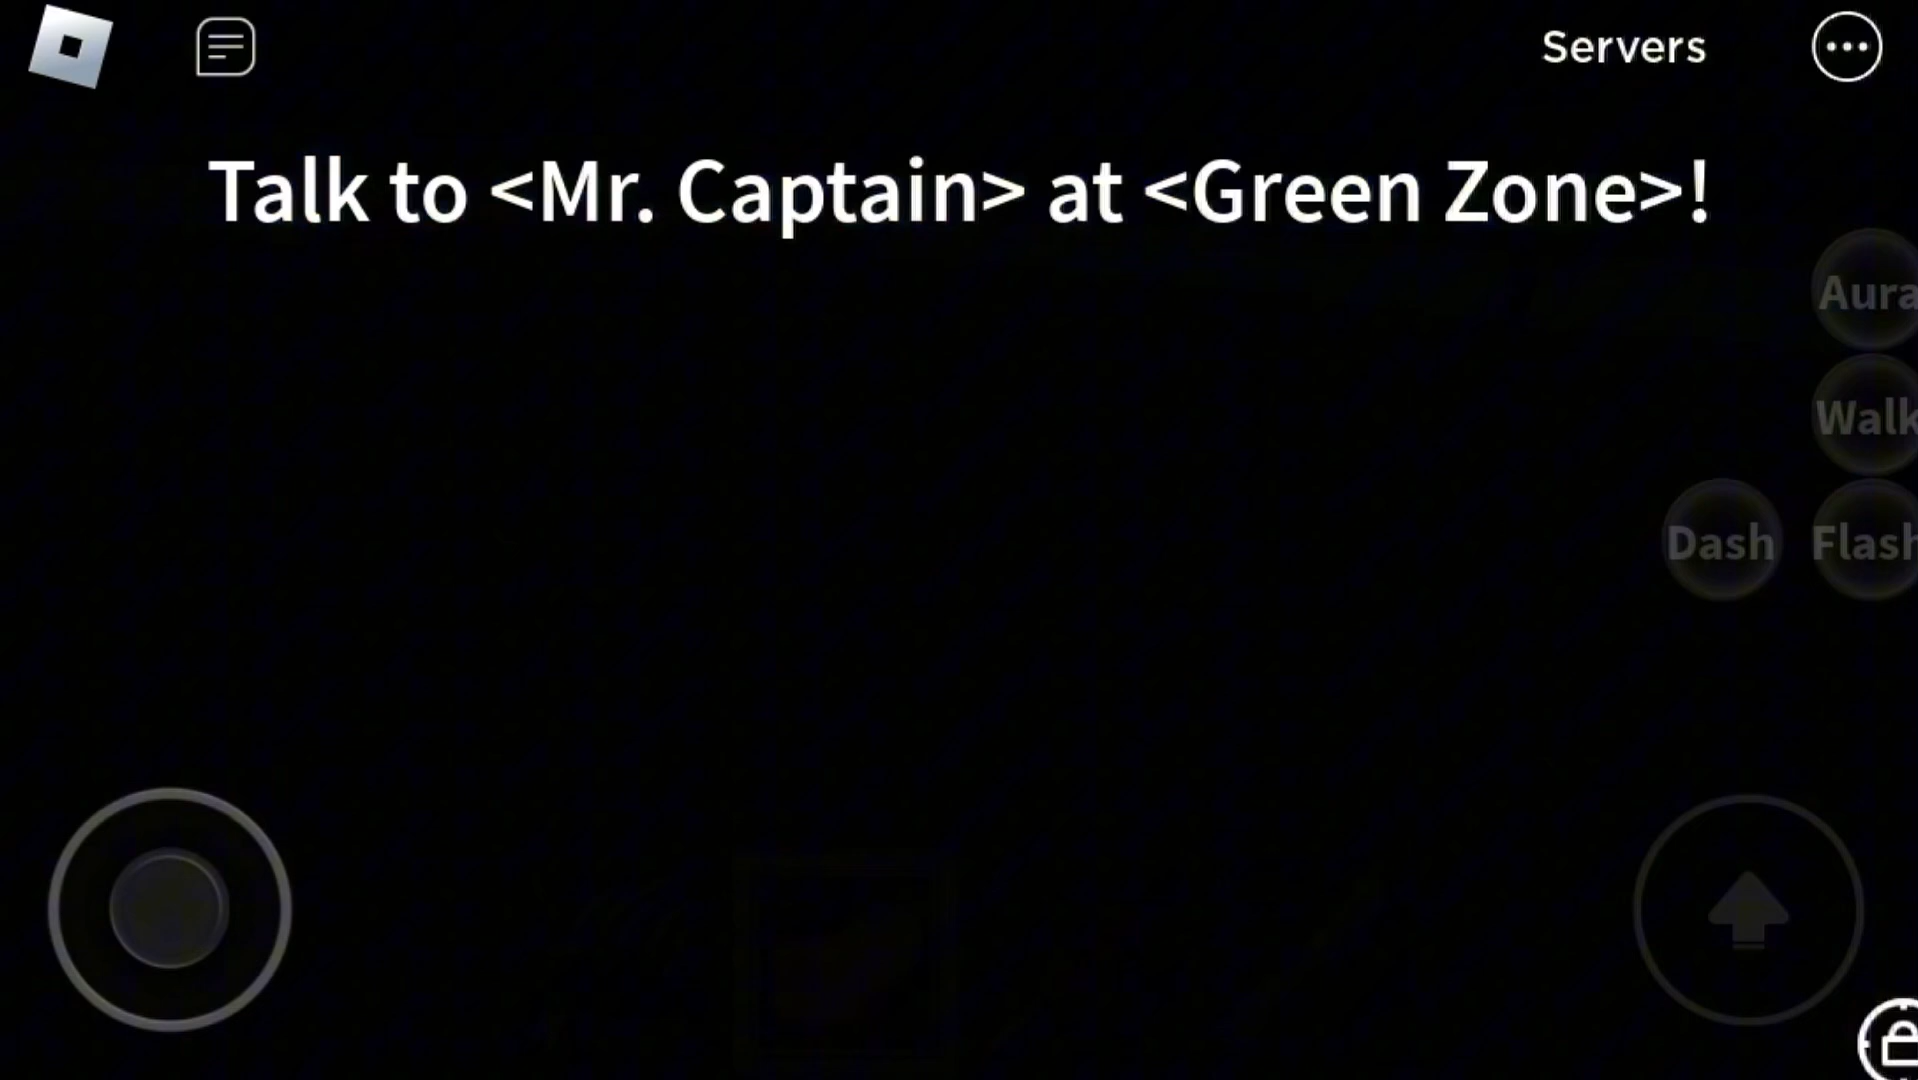 Servers
Talk to <Mr. Captain> at <Green Zone>!
Aura
Walk
Dash
Flash